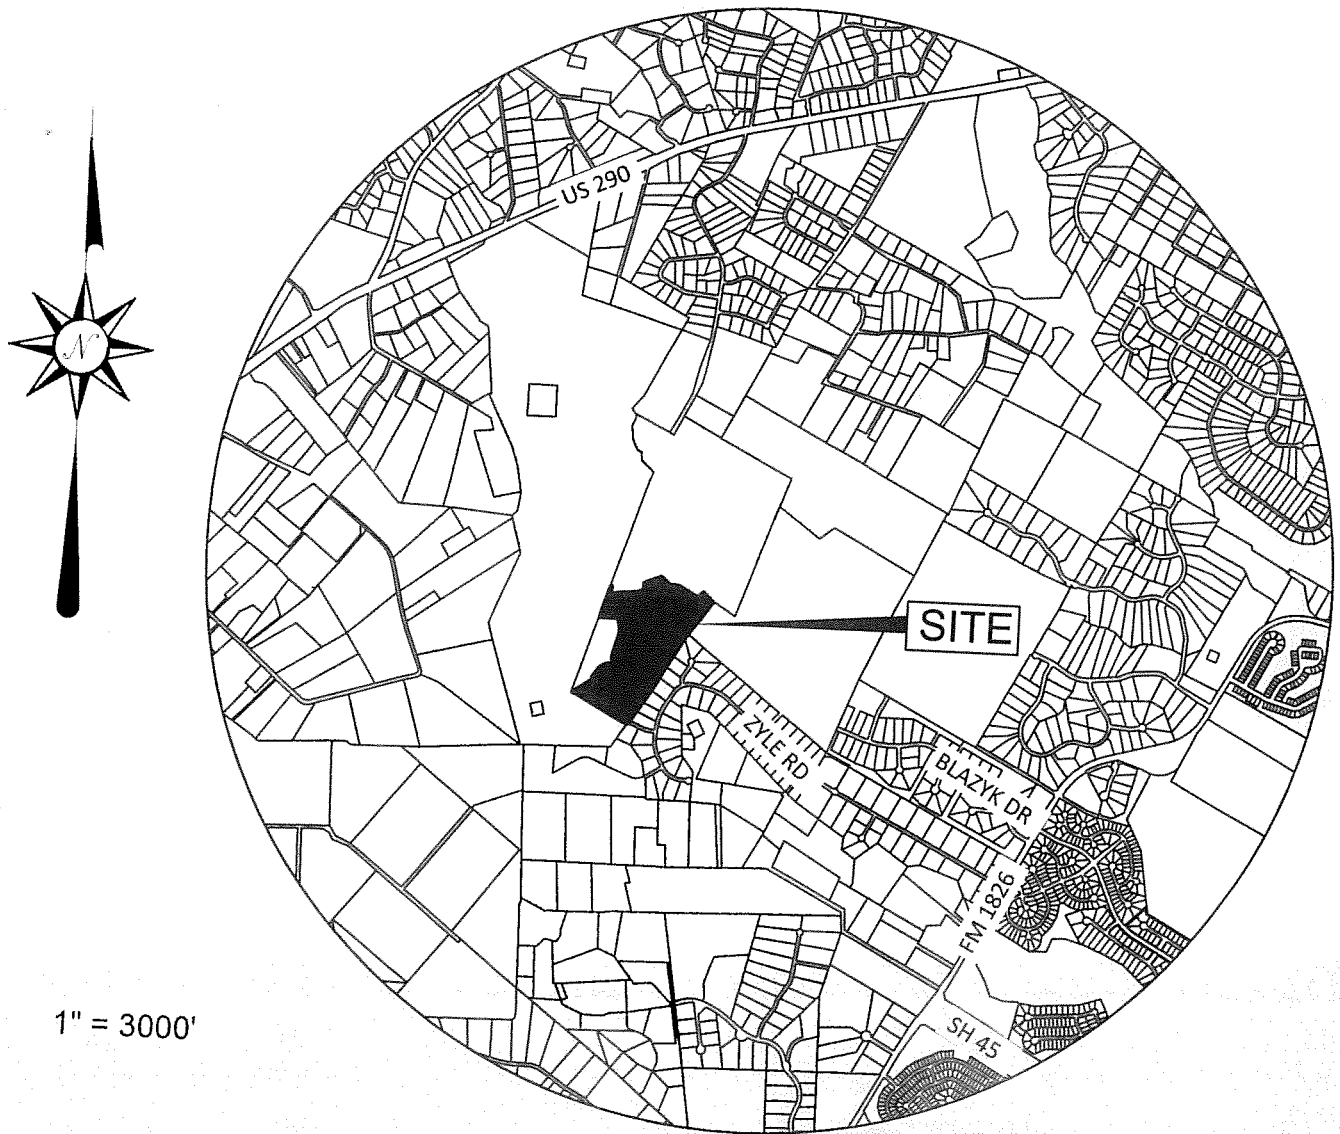 US 290
N
SITE
ZYLE RD
BLAZYK DR
FM 1826
1" = 3000'
SH 45